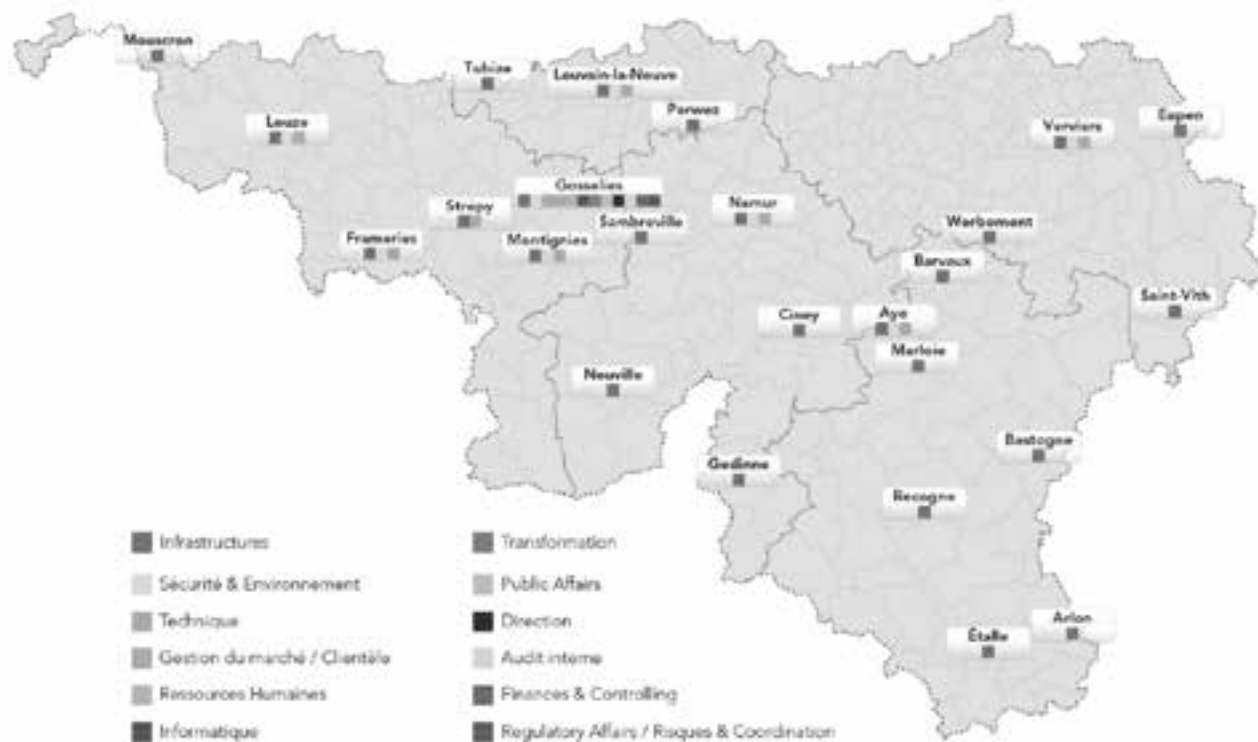 Mouscron
Tubize
Louvain-la-Neuve
Perwez
Leuze
Verviers
Eupen
Gosselies
Strépy
Namur
Sambreville
Werbomont
Frameries
Montignies
Barvaux
Saint-Vith
Ciney
Aye
Marloie
Neuville
Bastogne
Gedinne
Recogne
Arlon
Étalle
Infrastructures
Sécurité & Environnement
Technique
Gestion du marché / Clientèle
Ressources Humaines
Informatique
Transformation
Public Affairs
Direction
Audit interne
Finances & Controlling
Regulatory Affairs / Risques & Coordination